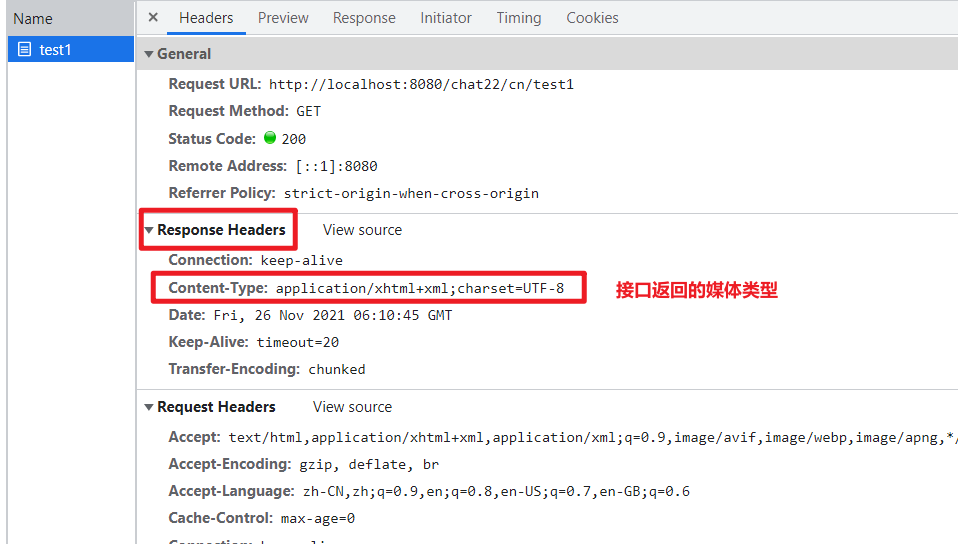 Name
× Headers Preview Response Initiator Timing Cookies
test1
▼ General
Request URL: http://localhost:8080/chat22/cn/test1
Request Method: GET
Status Code: 200
Remote Address: [::1]:8080
Referrer Policy: strict-origin-when-cross-origin
▼ Response Headers View source
Connection: keep-alive
Content-Type: application/xhtml+xml;charset=UTF-8 接口返回的媒体类型
Date: Fri, 26 Nov 2021 06:10:45 GMT
Keep-Alive: timeout=20
Transfer-Encoding: chunked
▼ Request Headers View source
Accept: text/html,application/xhtml+xml,application/xml;q=0.9,image/avif,image/webp,image/apng,*/
Accept-Encoding: gzip, deflate, br
Accept-Language: zh-CN,zh;q=0.9,en;q=0.8,en-US;q=0.7,en-GB;q=0.6
Cache-Control: max-age=0